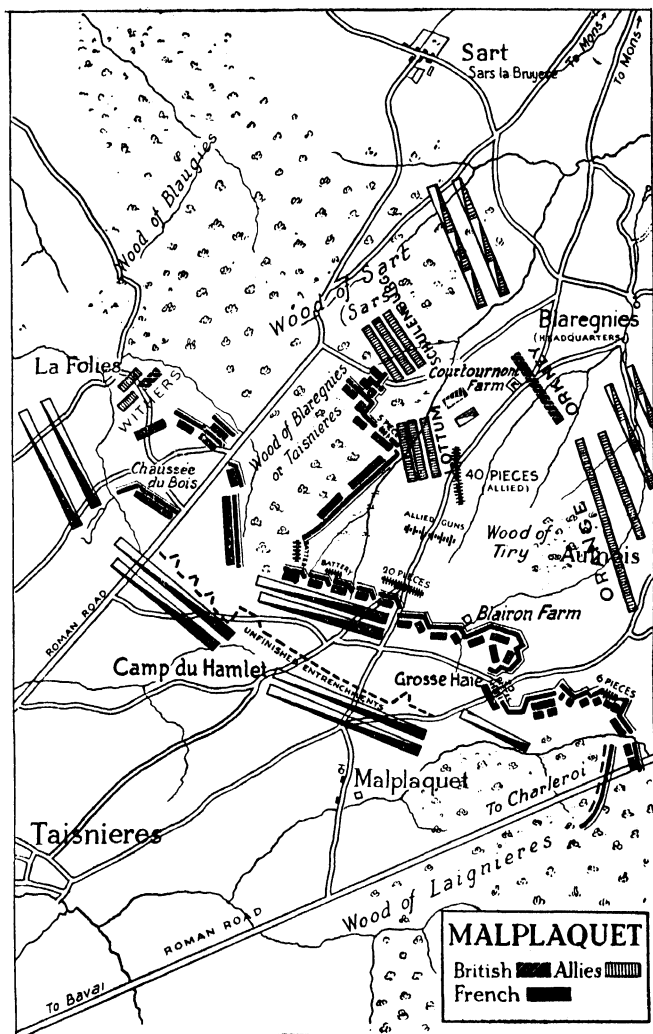 Sart
Sars la Bruyere
To Mons
To Mons
Wood of Blaugies
Wood of Sart
(Sars)
SCHULENBURG
Blaregnies
(HEADQUARTERS)
La Folies
WITHERS
Courtournont
Farm
ORKNEY
Wood of Blaregnies
or Taisnieres
LOTTUM
Chaussee
du Bois
40 PIECES
(ALLIED)
ALLIED GUNS
Wood of
Tiry
ORANGE
Aulnois
BATTERY
20 PIECES
Blairon Farm
ROMAN ROAD
UNFINISHED ENTRENCHMENTS
Camp du Hamlet
Grosse Haie
6 PIECES
Malplaquet
To Charleroi
Taisnieres
Wood of Laignieres
ROMAN ROAD
To Bavai
MALPLAQUET
British Allies
French